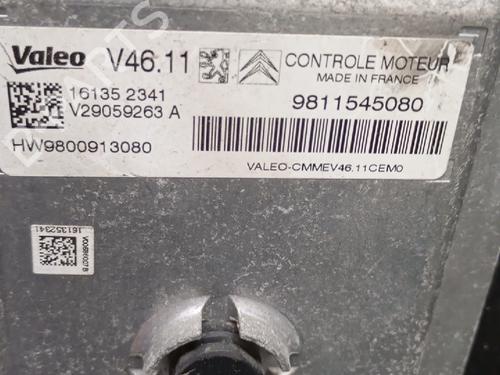 Valeo V46.11 CONTROLE MOTEUR
MADE IN FRANCE
16135 2341
V29059263 A
9811545080
HW9800913080
VALEO-CMMEV46.11CEM0
161352341